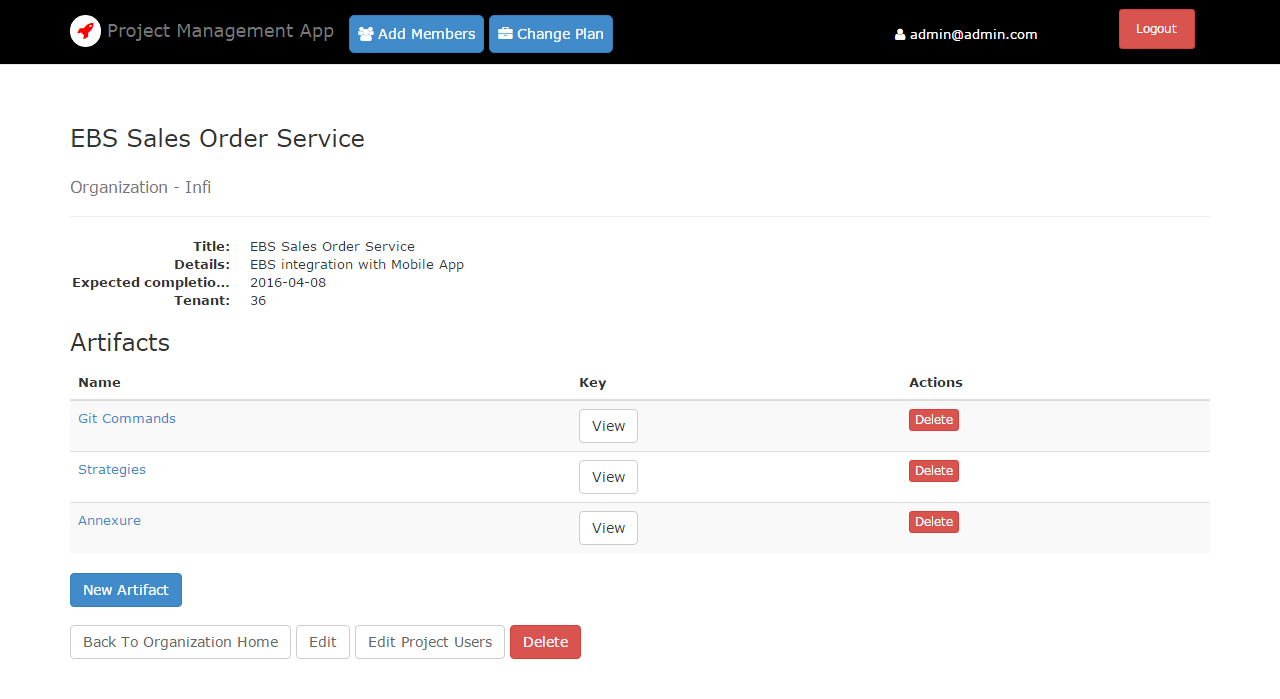 Project Management App Add Members Change Plan admin@admin.com Logout
EBS Sales Order Service
Organization - Infi
Title: EBS Sales Order Service
Details: EBS integration with Mobile App
Expected completio... 2016-04-08
Tenant: 36
Artifacts
Name Key Actions
Git Commands View Delete
Strategies View Delete
Annexure View Delete
New Artifact
Back To Organization Home Edit Edit Project Users Delete